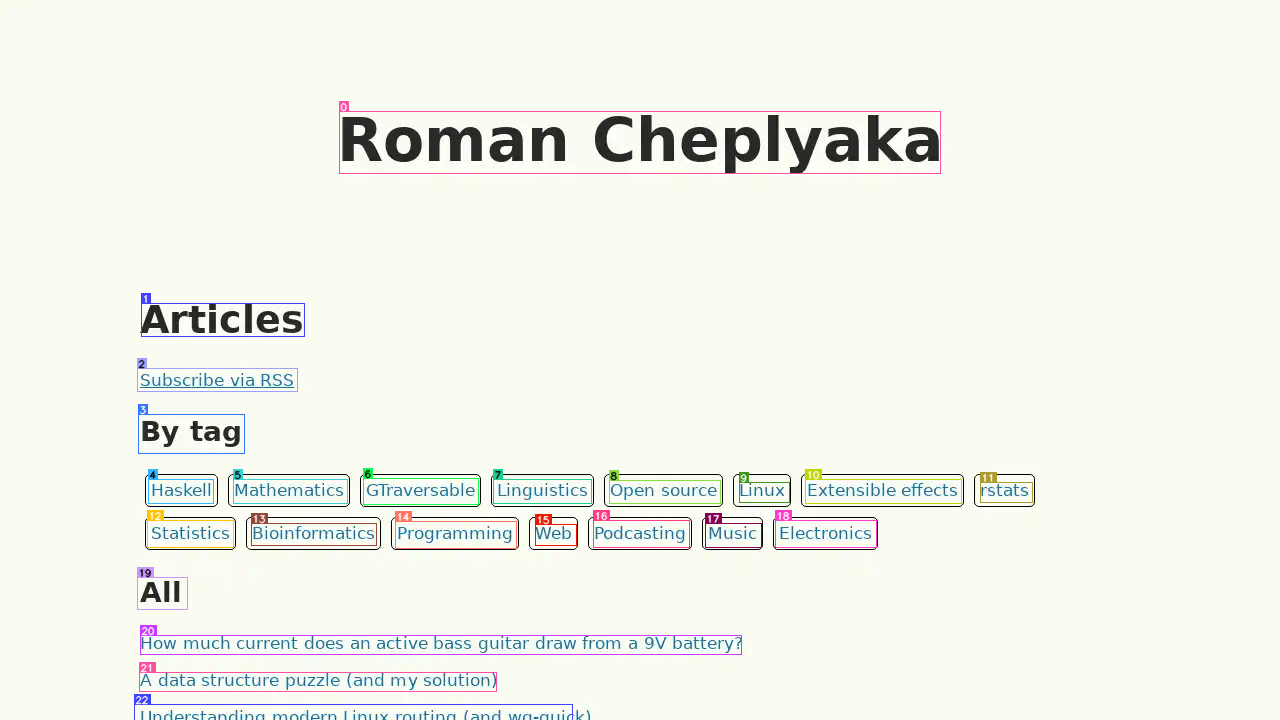 0
Roman Cheplyaka
1
Articles
2
Subscribe via RSS
3
By tag
4 5 6 7 8 9 10 11
Haskell Mathematics GTraversable Linguistics Open source Linux Extensible effects rstats
12 13 14 15 16 17 18
Statistics Bioinformatics Programming Web Podcasting Music Electronics
19
All
20
How much current does an active bass guitar draw from a 9V battery?
21
A data structure puzzle (and my solution)
22
Understanding modern Linux routing (and wg-quick)